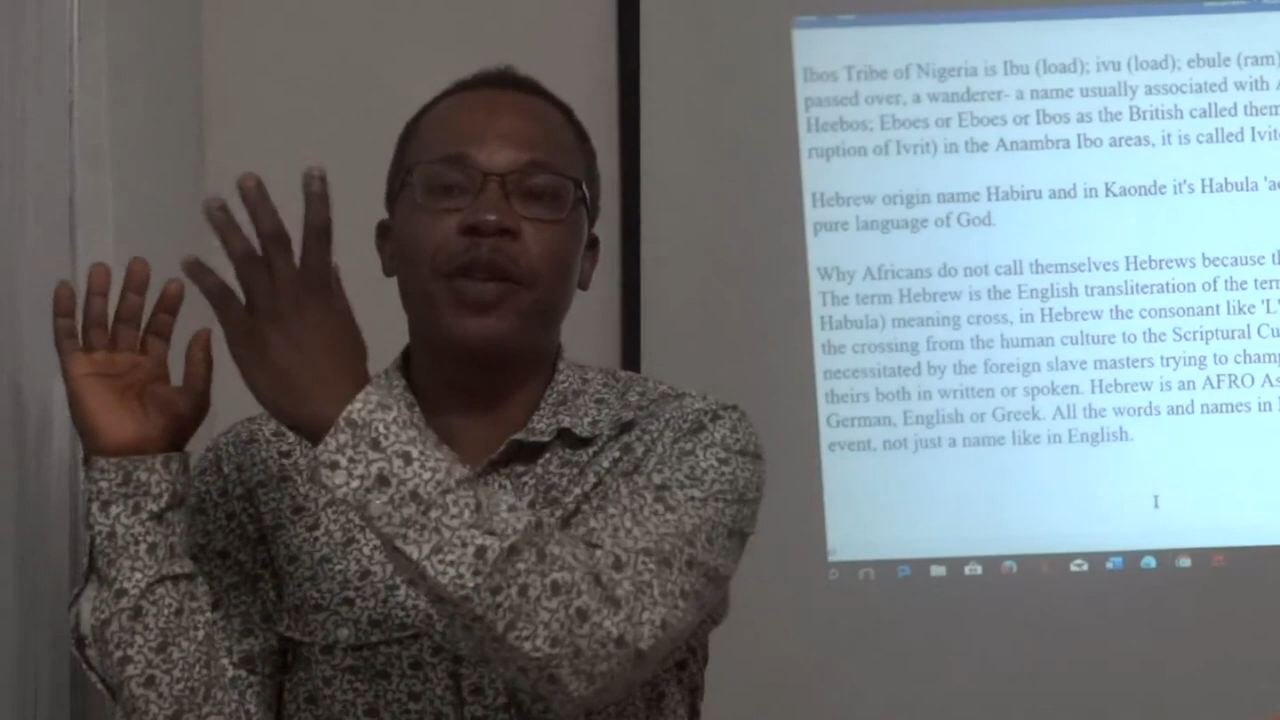 Ibos Tribe of Nigeria is Ibu (load); ivu (load); ebule (ram)
passed over, a wanderer- a name usually associated with
Heebos; Eboes or Eboes or Ibos as the British called them
ruption of Ivrit) in the Anambra Ibo areas, it is called
Hebrew origin name Habiru and in Kaonde it's Habula
pure language of God.
Why Africans do not call themselves Hebrews because
The term Hebrew is the English transliteration of the
Habula) meaning cross, in Hebrew the consonant like 'L'
the crossing from the human culture to the Scriptural
necessitated by the foreign slave masters trying to
theirs both in written or spoken. Hebrew is an AFRO
German, English or Greek. All the words and names in
event, not just a name like in English.